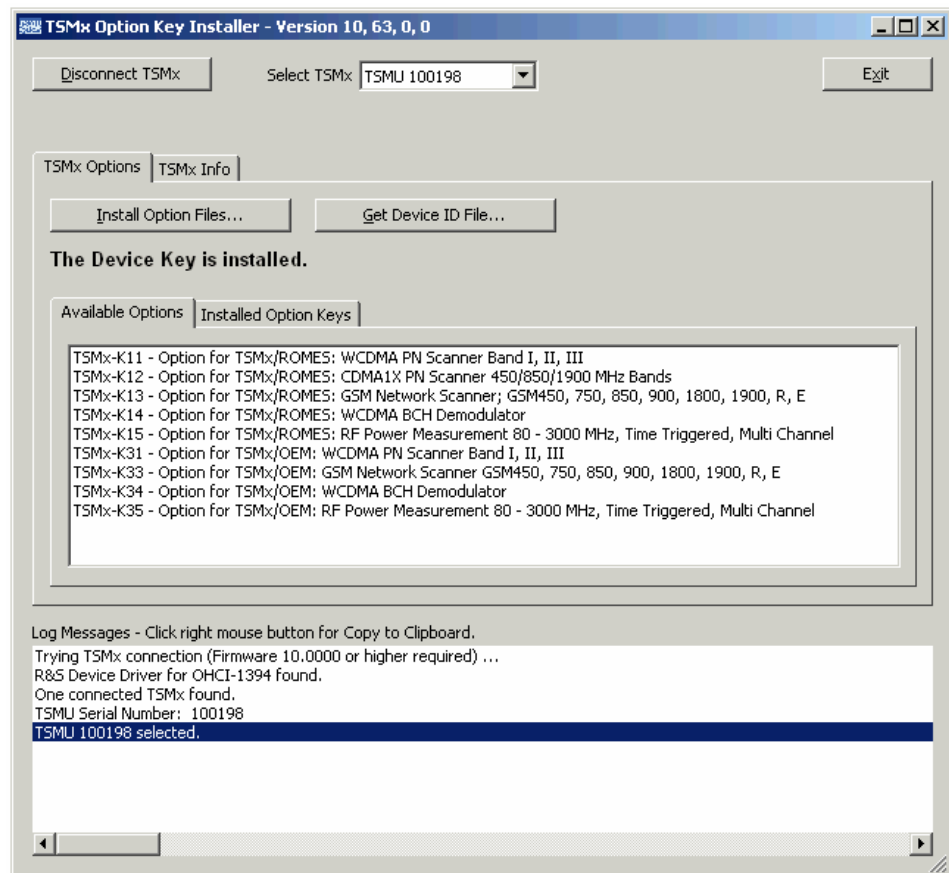 TSMx Option Key Installer - Version 10, 63, 0, 0
Disconnect TSMx Select TSMx TSMU 100198 Exit
TSMx Options TSMx Info
Install Option Files... Get Device ID File...
The Device Key is installed.
Available Options Installed Option Keys
TSMx-K11 - Option for TSMx/ROMES: WCDMA PN Scanner Band I, II, III
TSMx-K12 - Option for TSMx/ROMES: CDMA1X PN Scanner 450/850/1900 MHz Bands
TSMx-K13 - Option for TSMx/ROMES: GSM Network Scanner; GSM450, 750, 850, 900, 1800, 1900, R, E
TSMx-K14 - Option for TSMx/ROMES: WCDMA BCH Demodulator
TSMx-K15 - Option for TSMx/ROMES: RF Power Measurement 80 - 3000 MHz, Time Triggered, Multi Channel
TSMx-K31 - Option for TSMx/OEM: WCDMA PN Scanner Band I, II, III
TSMx-K33 - Option for TSMx/OEM: GSM Network Scanner GSM450, 750, 850, 900, 1800, 1900, R, E
TSMx-K34 - Option for TSMx/OEM: WCDMA BCH Demodulator
TSMx-K35 - Option for TSMx/OEM: RF Power Measurement 80 - 3000 MHz, Time Triggered, Multi Channel
Log Messages - Click right mouse button for Copy to Clipboard.
Trying TSMx connection (Firmware 10.0000 or higher required) ...
R&S Device Driver for OHCI-1394 found.
One connected TSMx found.
TSMU Serial Number: 100198
TSMU 100198 selected.